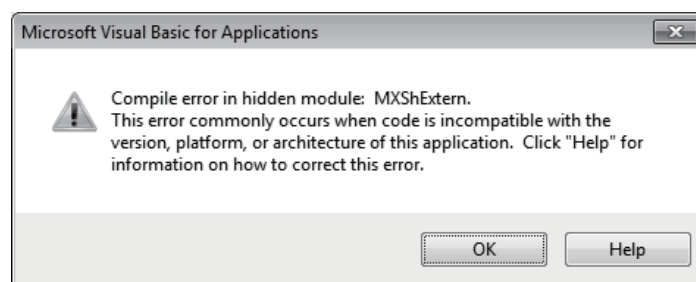 Microsoft Visual Basic for Applications
Compile error in hidden module:  MXShExtern.
This error commonly occurs when code is incompatible with the
version, platform, or architecture of this application.  Click "Help" for
information on how to correct this error.
OK
Help